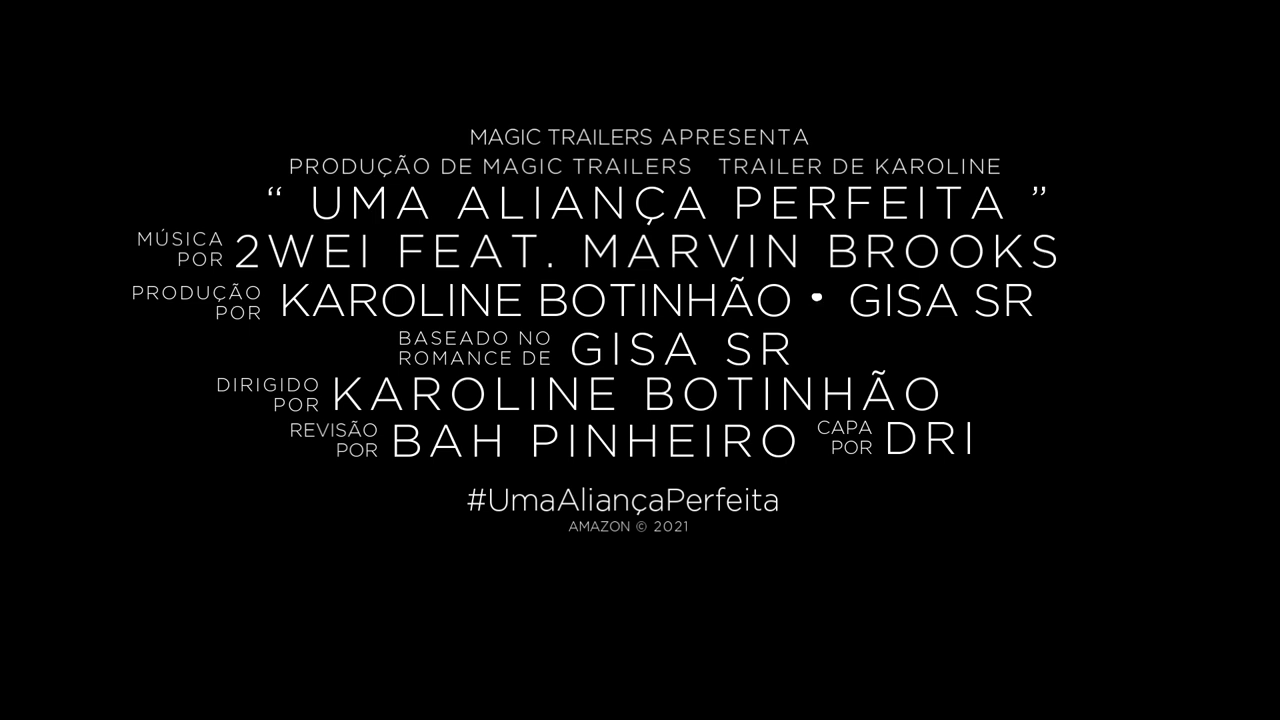 MAGIC TRAILERS APRESENTA
PRODUÇÃO DE MAGIC TRAILERS TRAILER DE KAROLINE
“ UMA ALIANÇA PERFEITA ”
MÚSICA POR 2WEI FEAT. MARVIN BROOKS
PRODUÇÃO POR KAROLINE BOTINHÃO • GISA SR
BASEADO NO ROMANCE DE GISA SR
DIRIGIDO POR KAROLINE BOTINHÃO
REVISÃO POR BAH PINHEIRO CAPA POR DRI
#UmaAliançaPerfeita
AMAZON © 2021